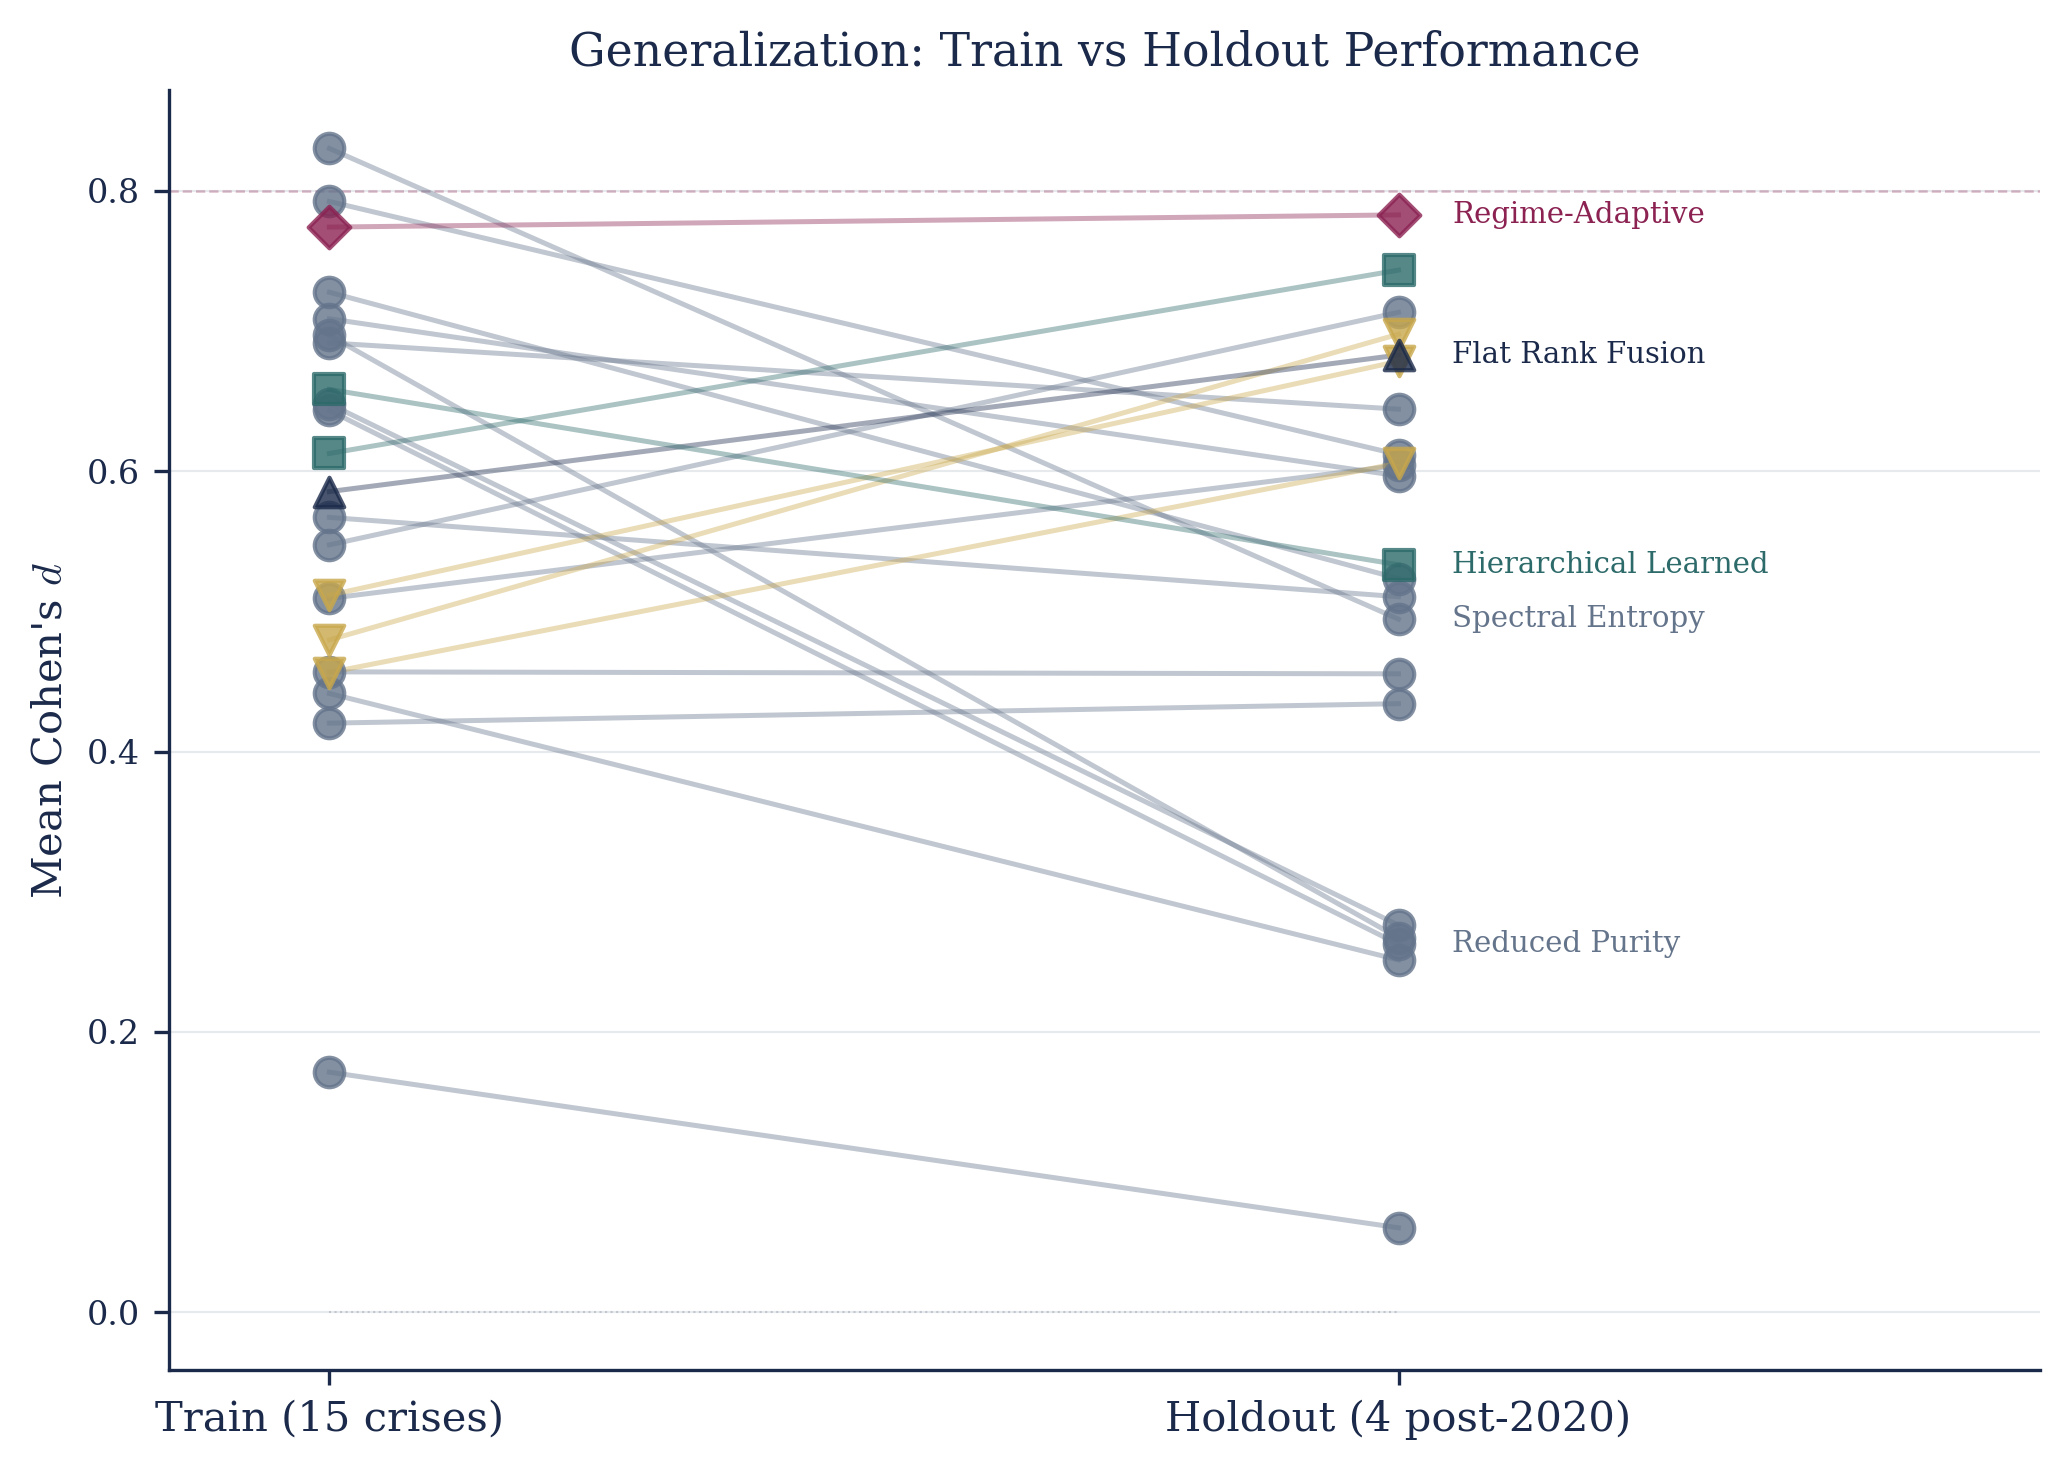 Generalization: Train vs Holdout Performance
Mean Cohen's d
0.8
0.6
0.4
0.2
0.0
Regime-Adaptive
Flat Rank Fusion
Hierarchical Learned
Spectral Entropy
Reduced Purity
Train (15 crises)
Holdout (4 post-2020)